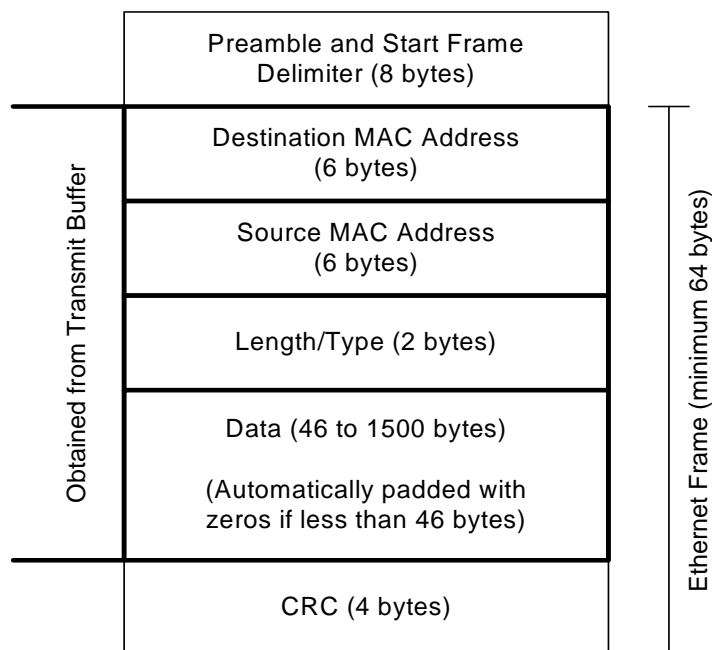 Preamble and Start Frame
Delimiter (8 bytes)
Destination MAC Address
(6 bytes)
Source MAC Address
(6 bytes)
Length/Type (2 bytes)
Data (46 to 1500 bytes)
(Automatically padded with
zeros if less than 46 bytes)
CRC (4 bytes)
Obtained from Transmit Buffer
Ethernet Frame (minimum 64 bytes)